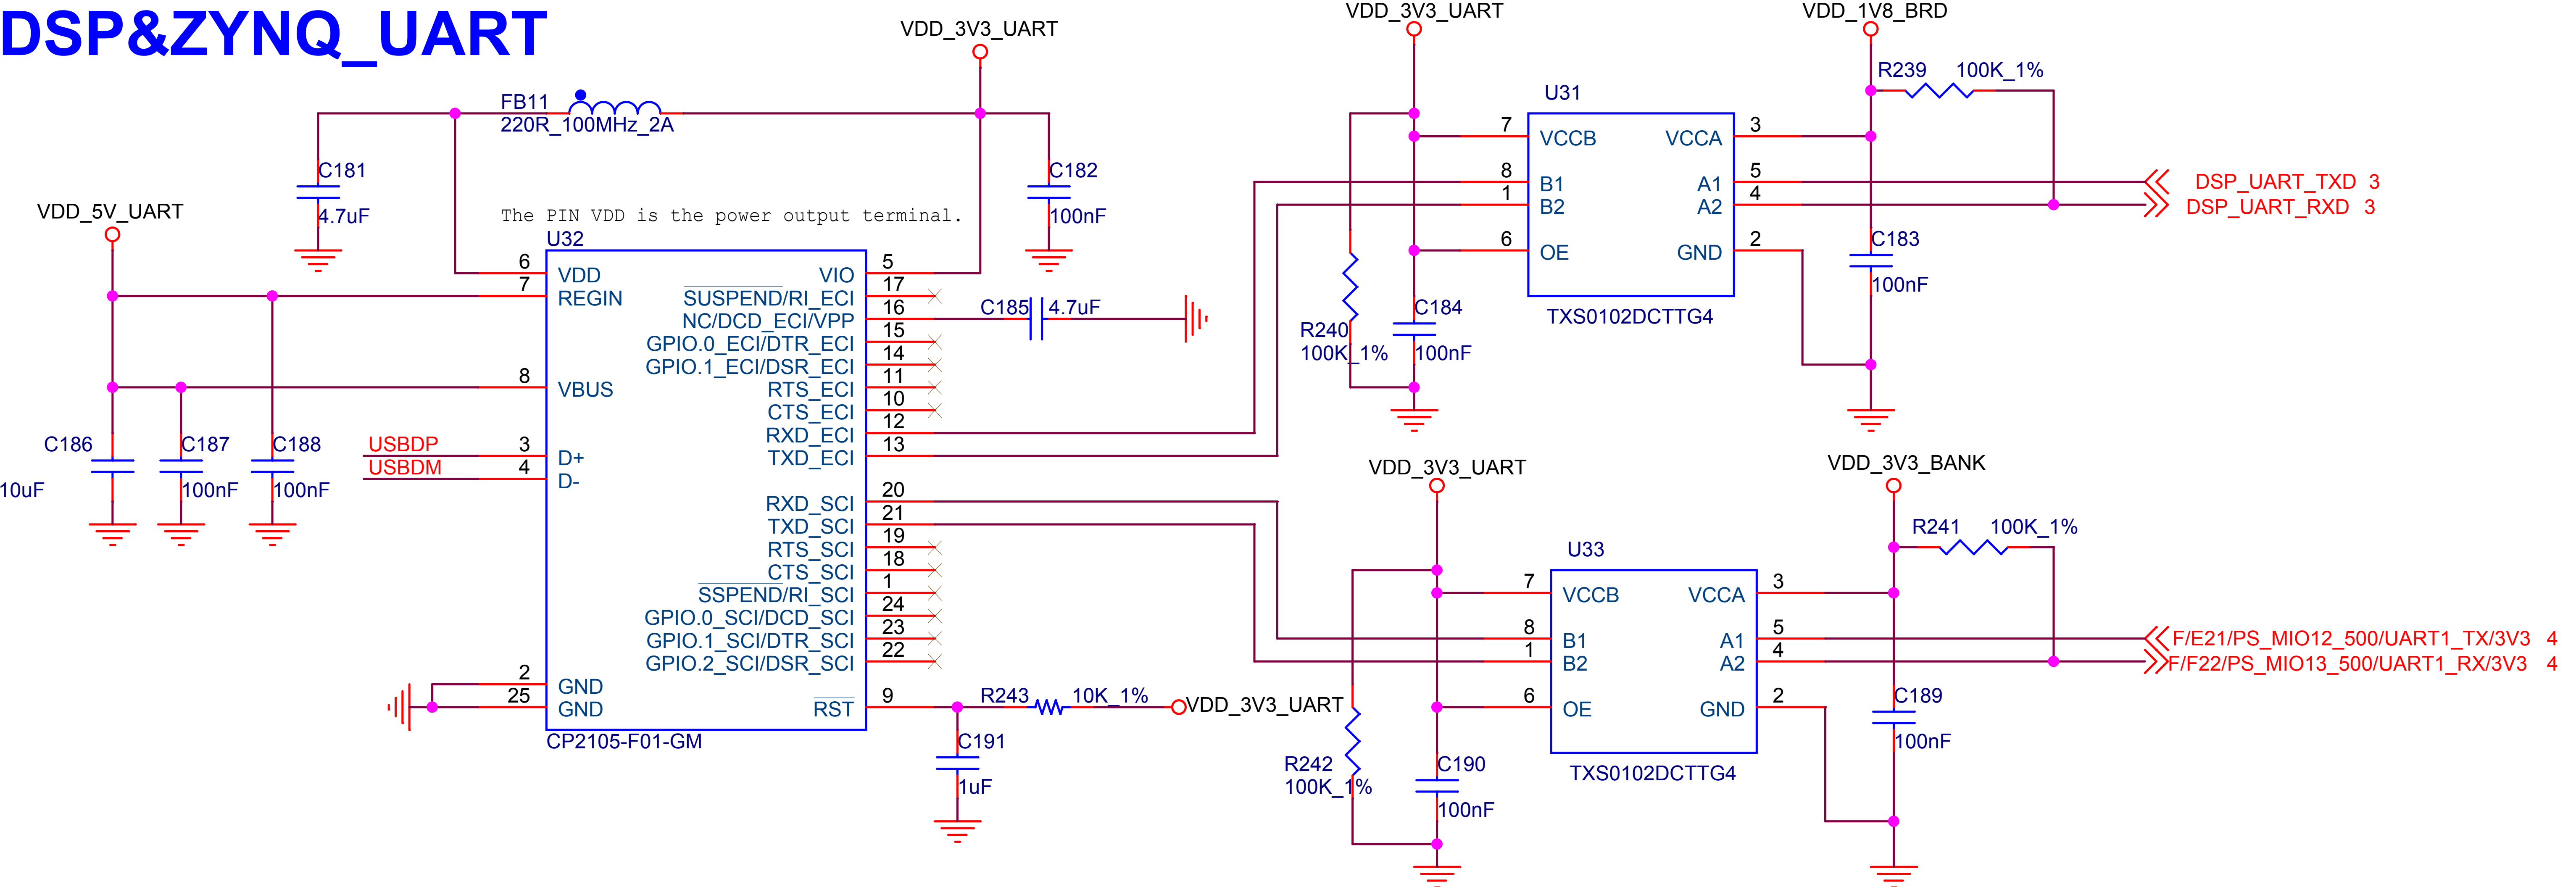 DSP&ZYNQ_UART
VDD_3V3_UART
FB11
220R_100MHz_2A
C181
4.7uF
C182
100nF
VDD_5V_UART
The PIN VDD is the power output terminal.
U32
6 VDD
7 REGIN
8 VBUS
USBDP 3 D+
USBDM 4 D-
2 GND
25 GND
VIO 5
SUSPEND/RI_ECI 17
NC/DCD_ECI/VPP 16
GPIO.0_ECI/DTR_ECI 15
GPIO.1_ECI/DSR_ECI 14
RTS_ECI 11
CTS_ECI 10
RXD_ECI 12
TXD_ECI 13
RXD_SCI 20
TXD_SCI 21
RTS_SCI 19
CTS_SCI 18
SSPEND/RI_SCI 1
GPIO.0_SCI/DCD_SCI 24
GPIO.1_SCI/DTR_SCI 23
GPIO.2_SCI/DSR_SCI 22
RST 9
CP2105-F01-GM
C186
10uF
C187
100nF
C188
100nF
C185 4.7uF
R243 10K_1%
VDD_3V3_UART
C191
1uF
VDD_3V3_UART
VDD_1V8_BRD
R239 100K_1%
U31
7 VCCB VCCA 3
8 B1 A1 5
1 B2 A2 4
6 OE GND 2
TXS0102DCTTG4
DSP_UART_TXD 3
DSP_UART_RXD 3
R240
100K_1%
C184
100nF
C183
100nF
VDD_3V3_UART
VDD_3V3_BANK
R241 100K_1%
U33
7 VCCB VCCA 3
8 B1 A1 5
1 B2 A2 4
6 OE GND 2
TXS0102DCTTG4
F/E21/PS_MIO12_500/UART1_TX/3V3 4
F/F22/PS_MIO13_500/UART1_RX/3V3 4
R242
100K_1%
C190
100nF
C189
100nF